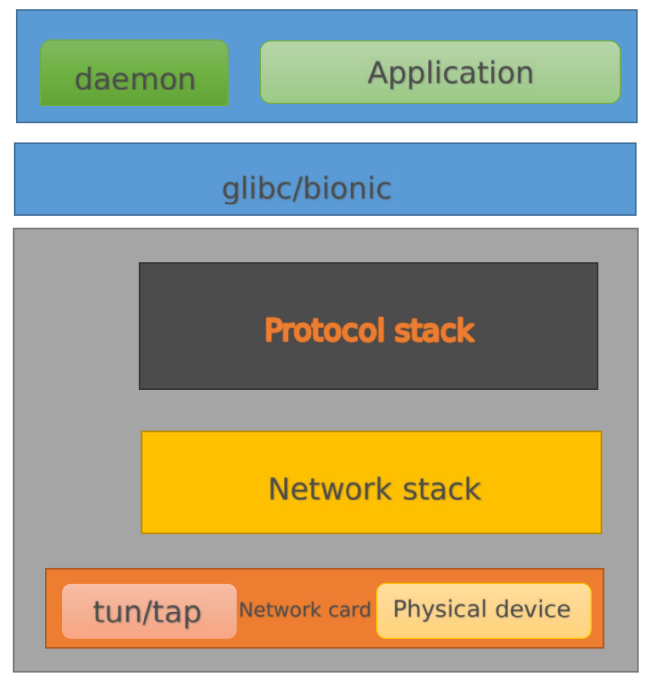 daemon
Application
glibc/bionic
Protocol stack
Network stack
tun/tap
Network card
Physical device